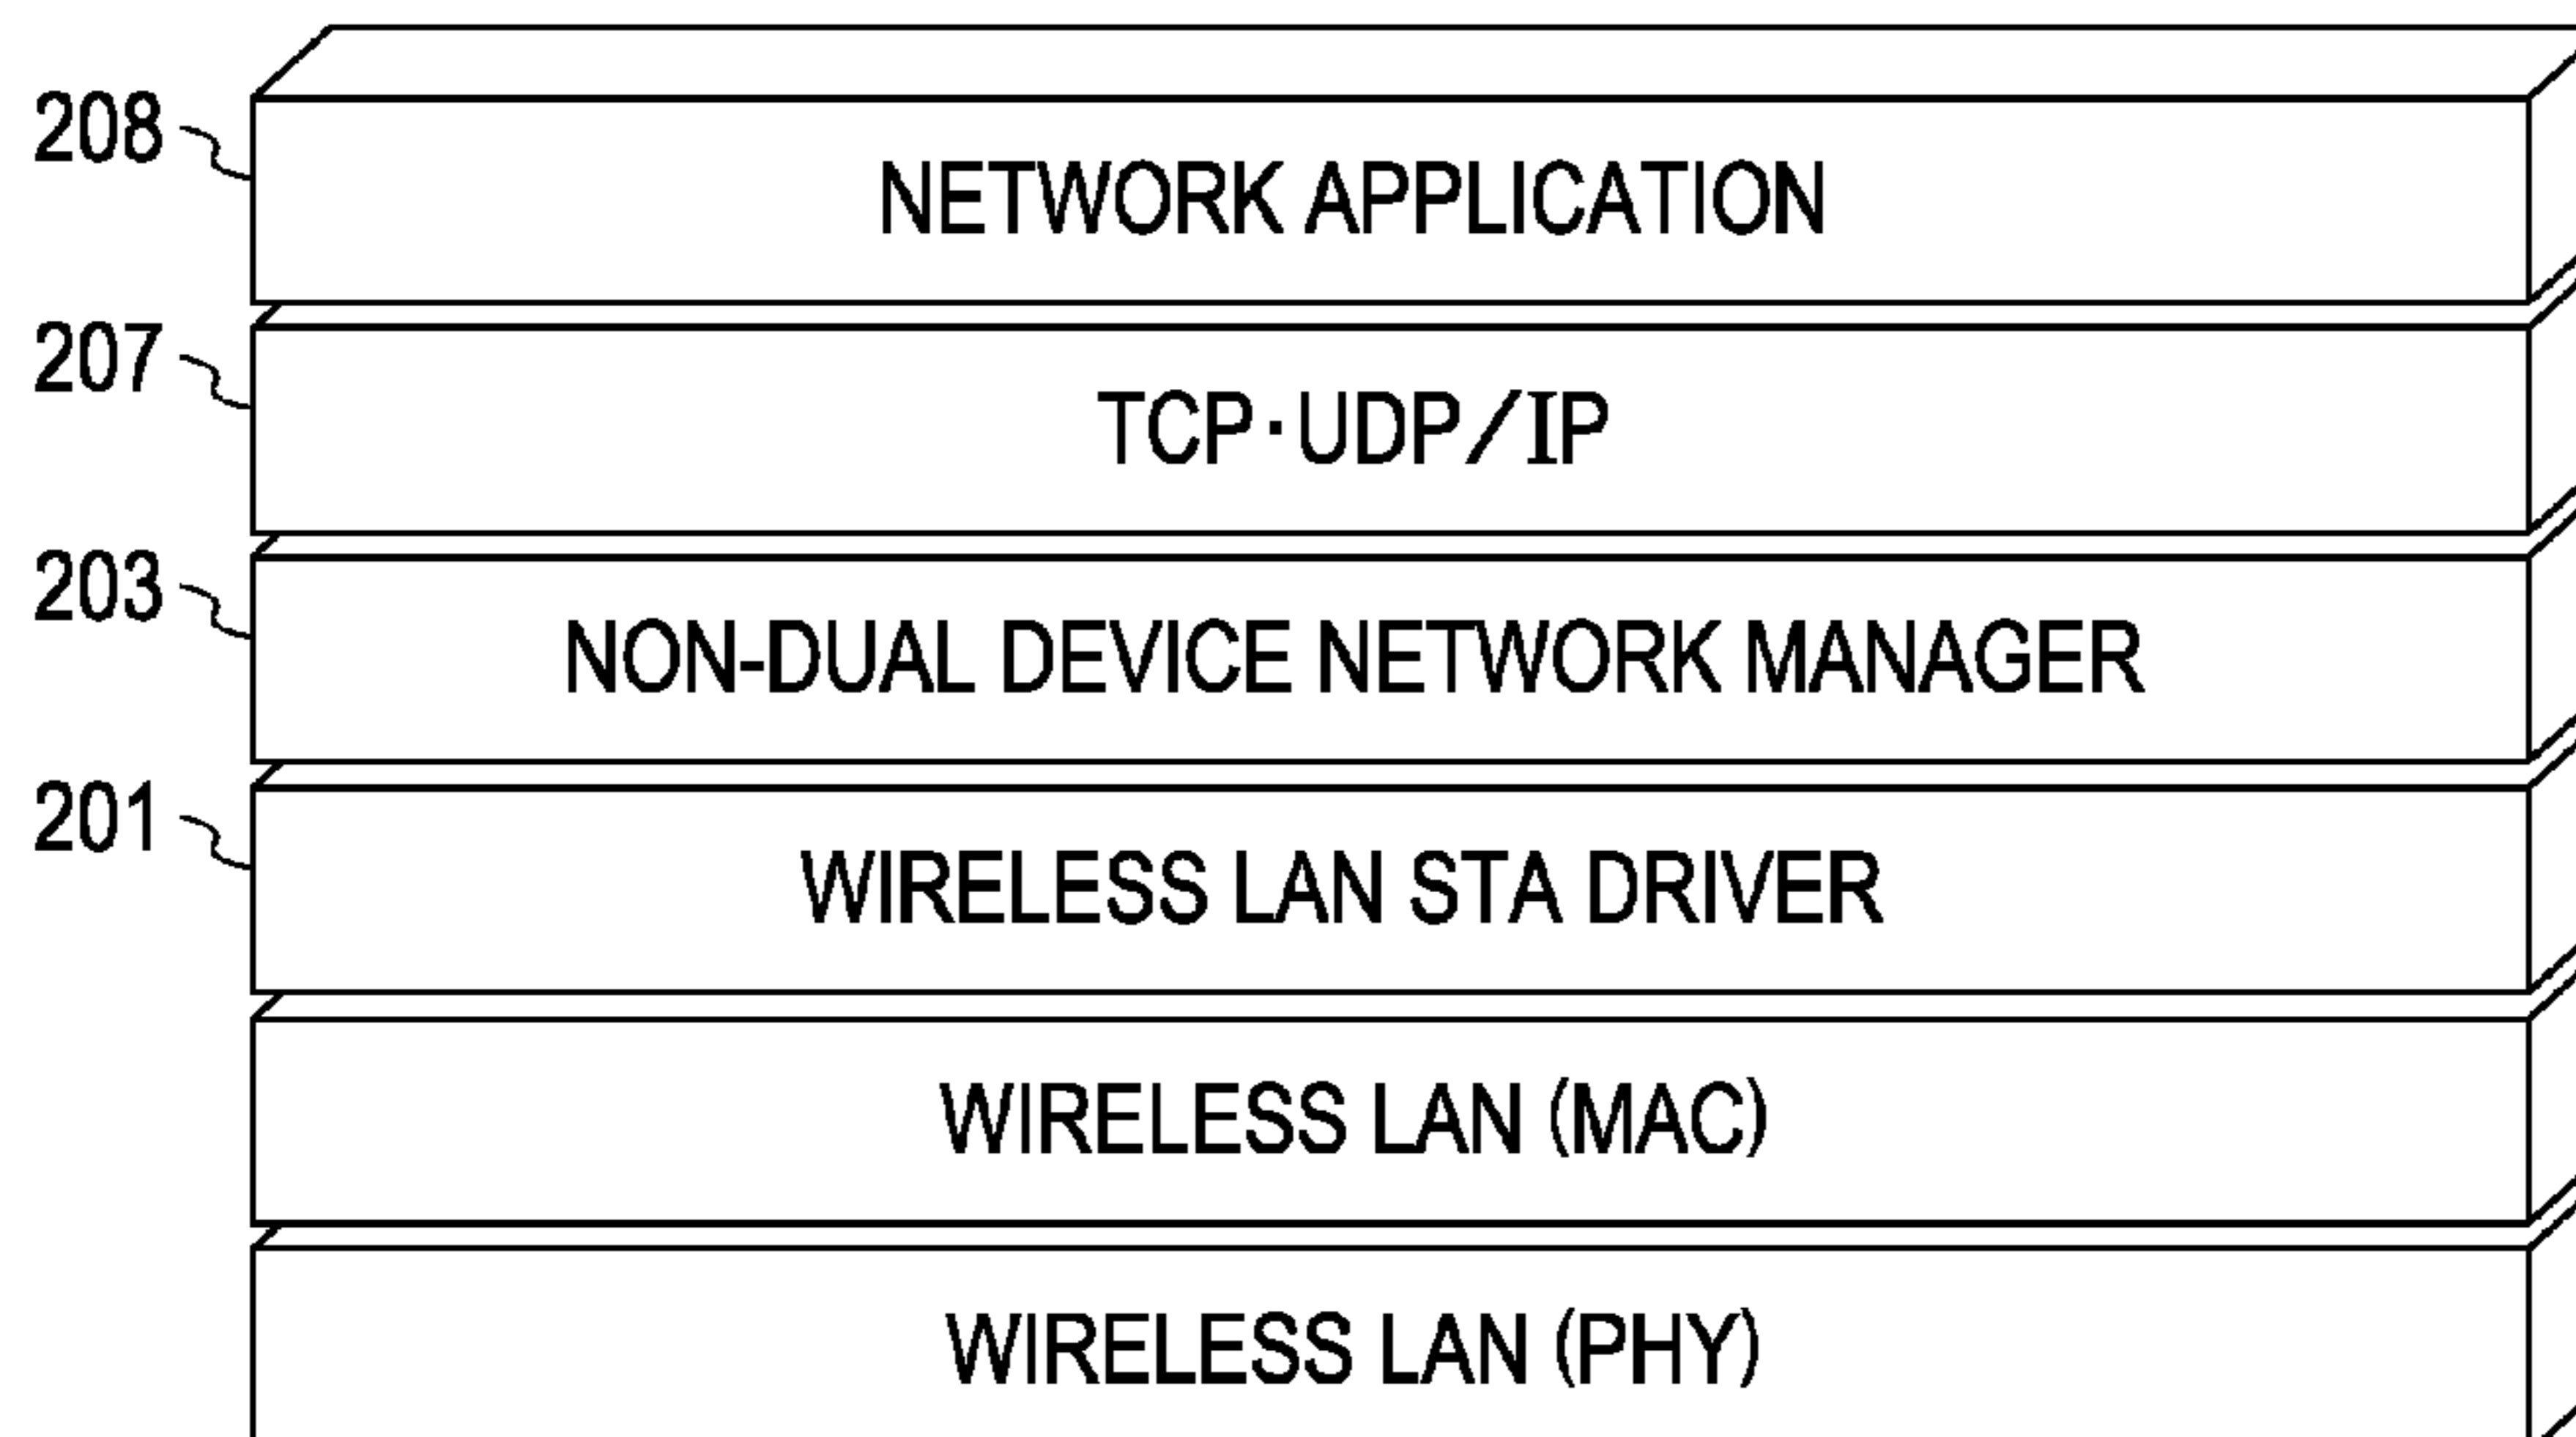 208
NETWORK APPLICATION
207
TCP·UDP/IP
203
NON-DUAL DEVICE NETWORK MANAGER
201
WIRELESS LAN STA DRIVER
WIRELESS LAN (MAC)
WIRELESS LAN (PHY)